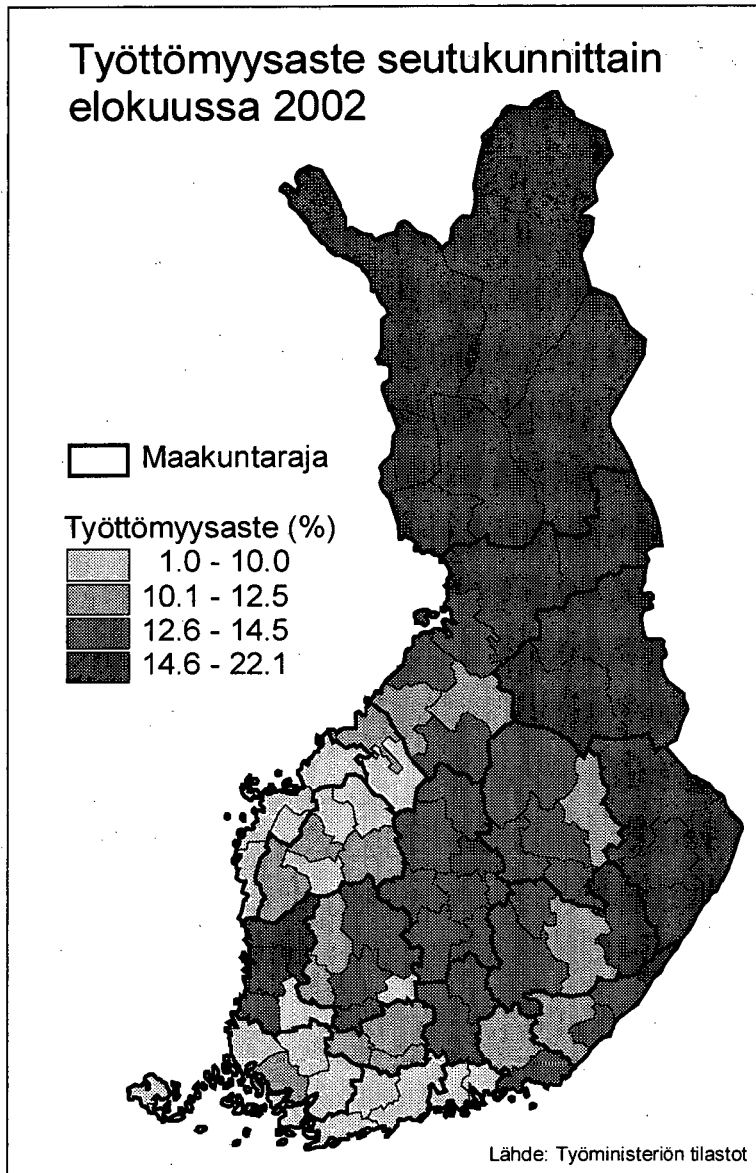 Työttömyysaste seutukunnittain
elokuussa 2002
Maakuntaraja
Työttömyysaste (%)
1.0 - 10.0
10.1 - 12.5
12.6 - 14.5
14.6 - 22.1
Lähde: Työministeriön tilastot